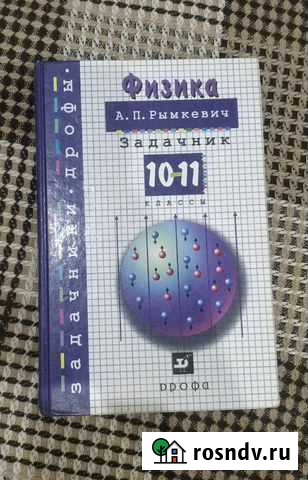 Физика
А.П.Рымкевич
Задачник
10-11
классы
задачники·дрофы·
дрофа
rosndv.ru